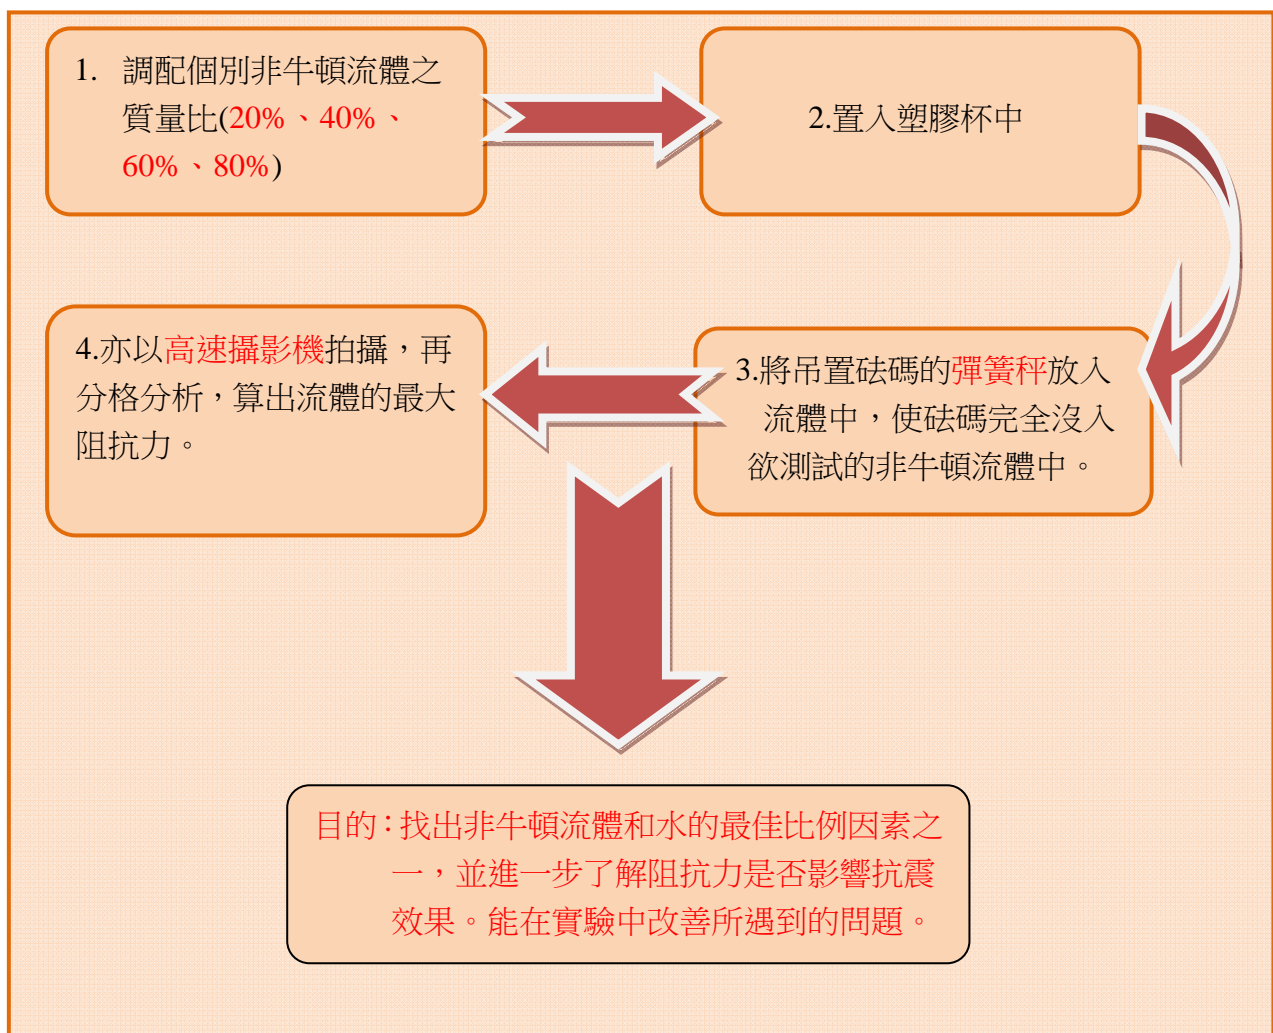 1. 調配個別非牛頓流體之
質量比(20%、40%、
60%、80%)
2.置入塑膠杯中
3.將吊置砝碼的彈簧秤放入
流體中，使砝碼完全沒入
欲測試的非牛頓流體中。
4.亦以高速攝影機拍攝，再
分格分析，算出流體的最大
阻抗力。
目的：找出非牛頓流體和水的最佳比例因素之
一，並進一步了解阻抗力是否影響抗震
效果。能在實驗中改善所遇到的問題。